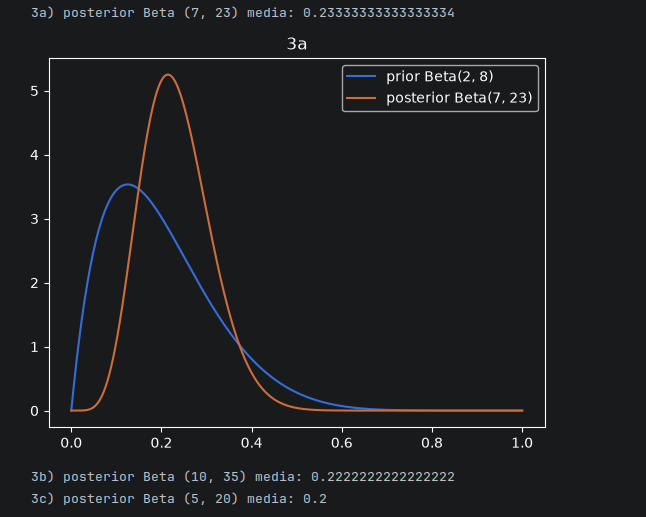 3a) posterior Beta (7, 23) media: 0.23333333333333334
3a
prior Beta(2, 8)
posterior Beta(7, 23)
5
4
3
2
1
0
0.0 0.2 0.4 0.6 0.8 1.0
3b) posterior Beta (10, 35) media: 0.2222222222222222
3c) posterior Beta (5, 20) media: 0.2